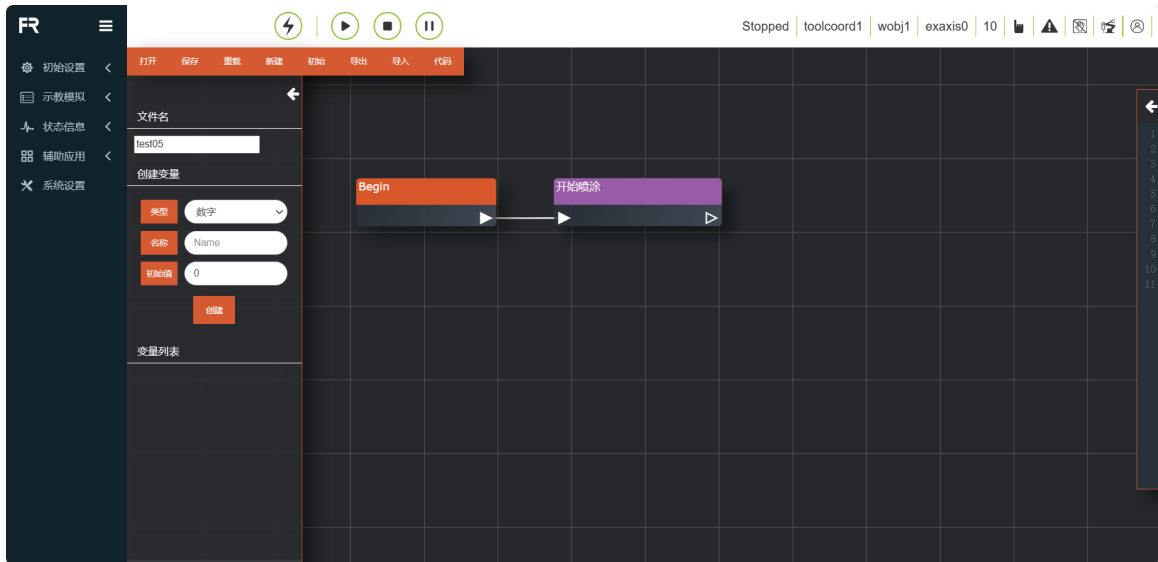 FR
Stopped toolcoord1 wobj1 exaxis0 10
初始设置
示教模拟
状态信息
辅助应用
系统设置
打开 保存 重载 新建 初始 导出 导入 代码
文件名
test05
创建变量
类型 数字
名称 Name
初始值 0
创建
变量列表
Begin
开始喷涂
1
2
3
4
5
6
7
8
9
10
11